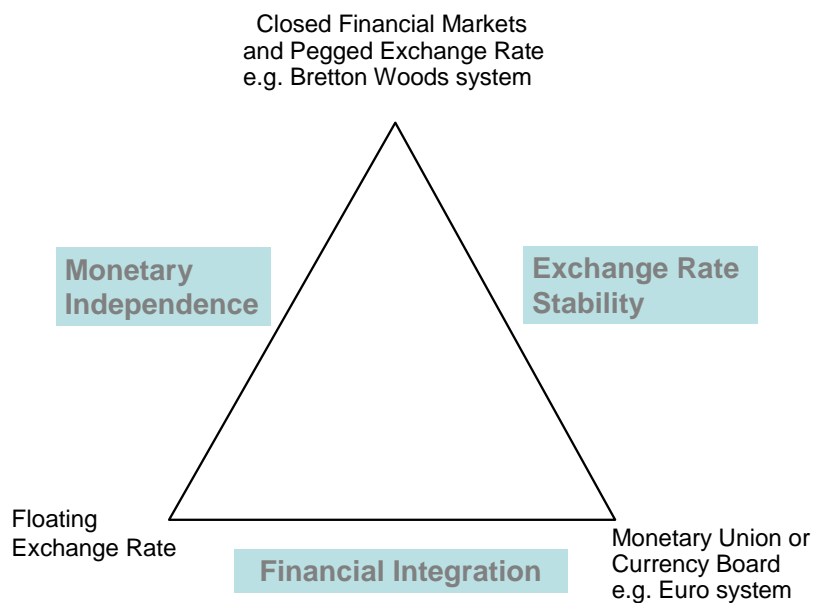 Closed Financial Markets
and Pegged Exchange Rate
e.g. Bretton Woods system
Monetary
Independence
Exchange Rate
Stability
Floating
Exchange Rate
Financial Integration
Monetary Union or
Currency Board
e.g. Euro system